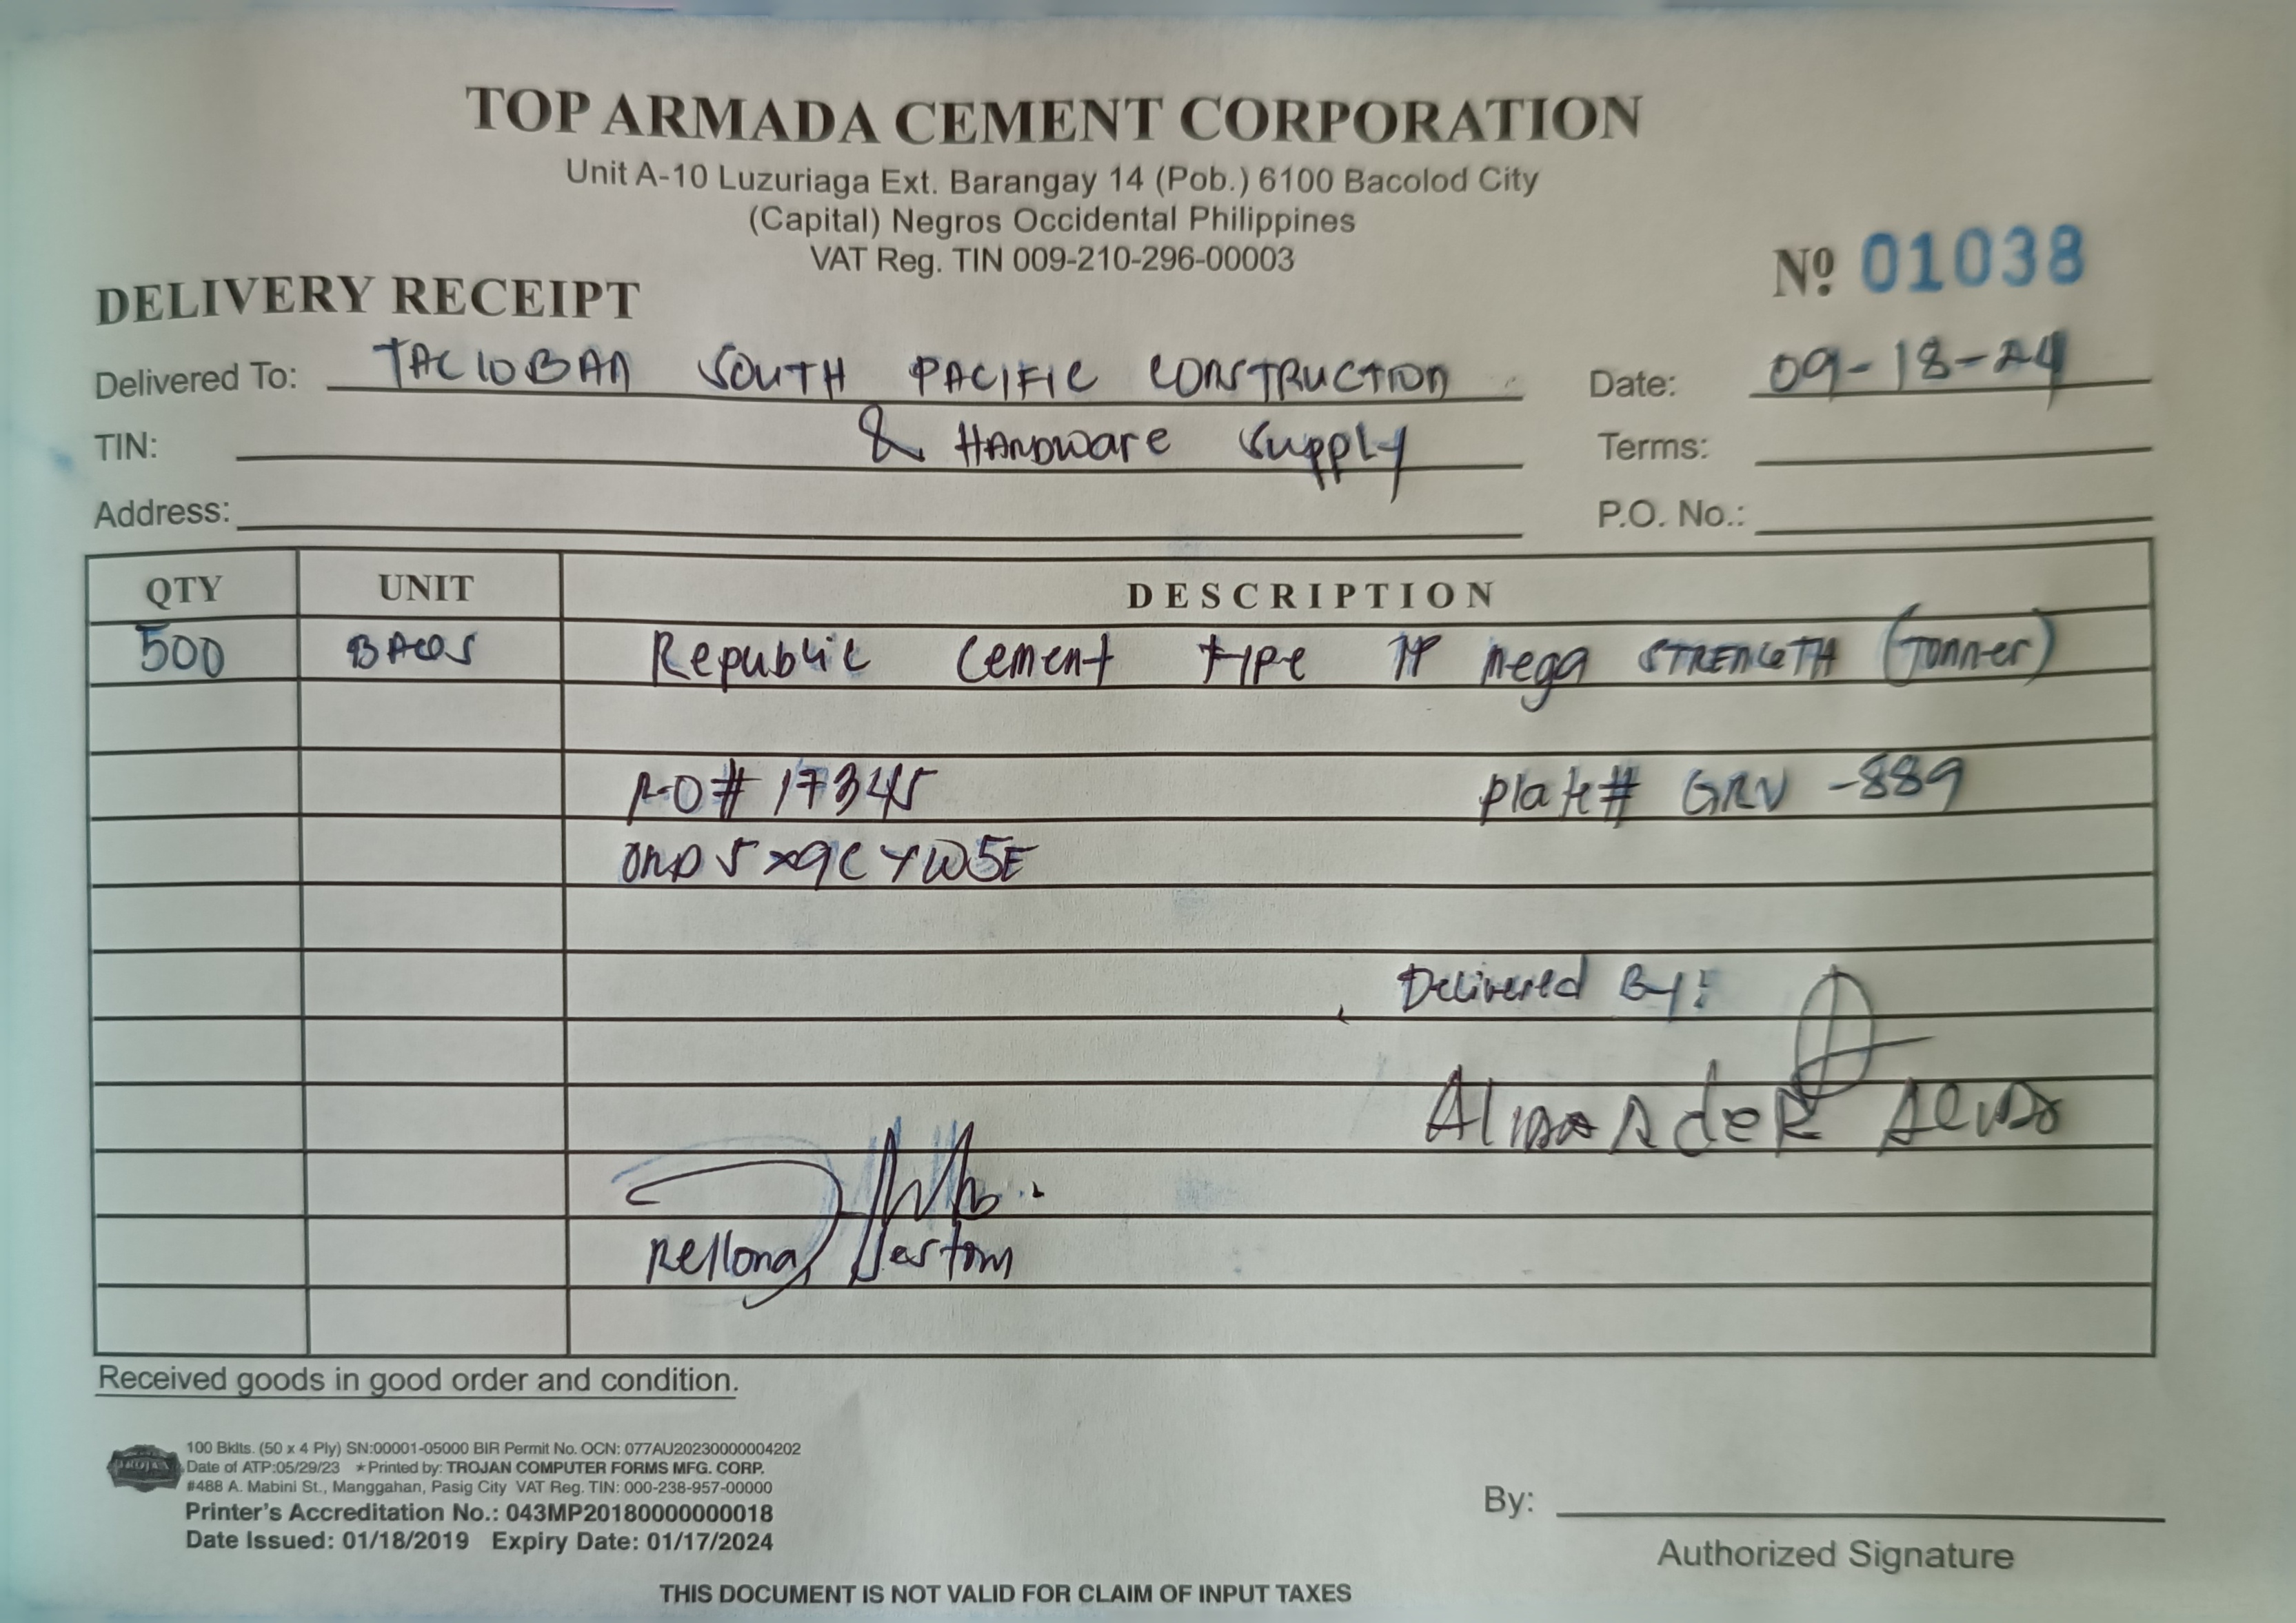 TOP ARMADA CEMENT CORPORATION
Unit A-10 Luzuriaga Ext. Barangay 14 (Pob.) 6100 Bacolod City
(Capital) Negros Occidental Philippines
VAT Reg. TIN 009-210-296-00003
Nº 01038
DELIVERY RECEIPT
Delivered To: TACLOBAN SOUTH PACIFIC CONSTRUCTION Date: 09-18-24
TIN: & HARDware Supply Terms:
Address: P.O. No.:
QTY UNIT DESCRIPTION
500 BAGS Republic Cement type 1P mega STRENGTH (Tonner)
P.O# 17345 plate# GRV -889
ORD5X9CYW5E
Delivered By:
Rellona
Received goods in good order and condition.
TROJAN
100 Bklts. (50 x 4 Ply) SN:00001-05000 BIR Permit No. OCN: 077AU20230000004202
Date of ATP:05/29/23 ★Printed by: TROJAN COMPUTER FORMS MFG. CORP.
#488 A. Mabini St., Manggahan, Pasig City VAT Reg. TIN: 000-238-957-00000
Printer's Accreditation No.: 043MP20180000000018
Date Issued: 01/18/2019 Expiry Date: 01/17/2024
By:
Authorized Signature
THIS DOCUMENT IS NOT VALID FOR CLAIM OF INPUT TAXES